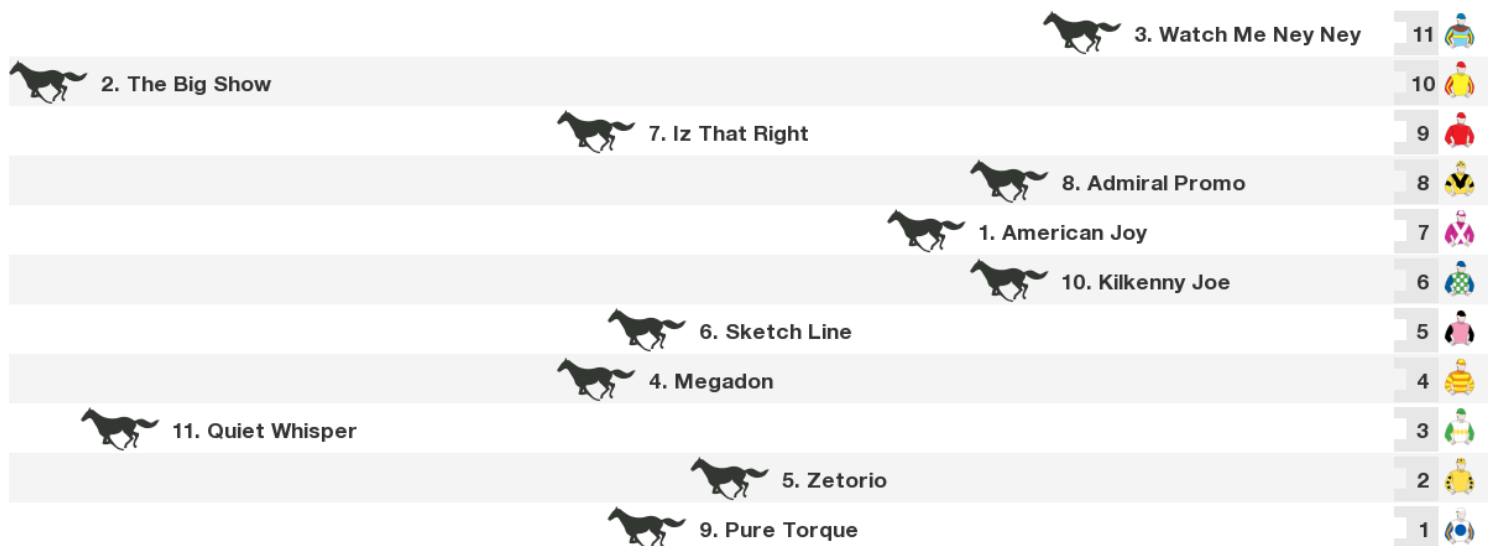 3. Watch Me Ney Ney 11
2. The Big Show 10
7. Iz That Right 9
8. Admiral Promo 8
1. American Joy 7
10. Kilkenny Joe 6
6. Sketch Line 5
4. Megadon 4
11. Quiet Whisper 3
5. Zetorio 2
9. Pure Torque 1